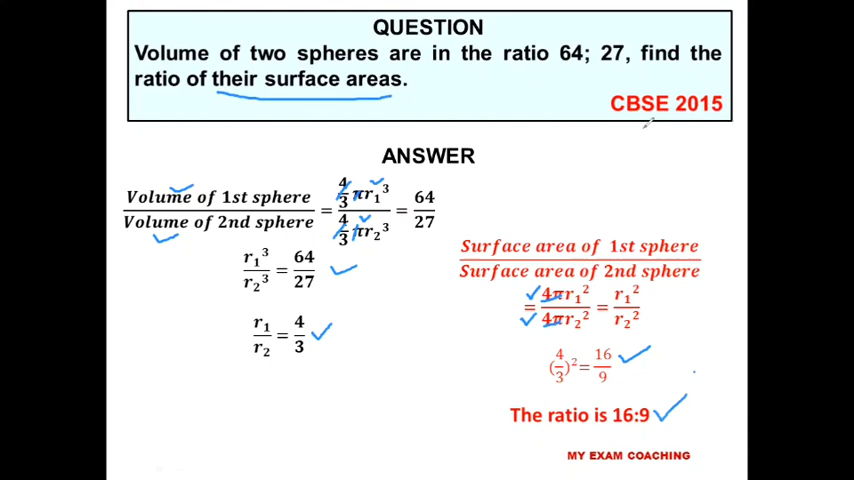 QUESTION
Volume of two spheres are in the ratio 64; 27, find the
ratio of their surface areas.
CBSE 2015
ANSWER
Volume of 1st sphere / Volume of 2nd sphere = 4/3 πr₁³ / 4/3 πr₂³ = 64/27
r₁³/r₂³ = 64/27
r₁/r₂ = 4/3
Surface area of 1st sphere
Surface area of 2nd sphere
= 4πr₁²/4πr₂² = r₁²/r₂²
(4/3)² = 16/9
The ratio is 16:9
MY EXAM COACHING